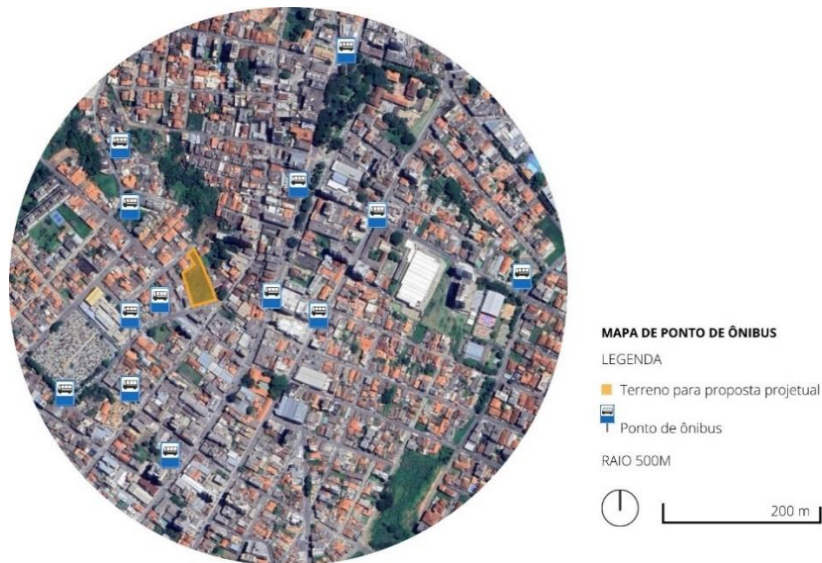 MAPA DE PONTO DE ÔNIBUS
LEGENDA
Terreno para proposta projetual
Ponto de ônibus
RAIO 500M
200 m